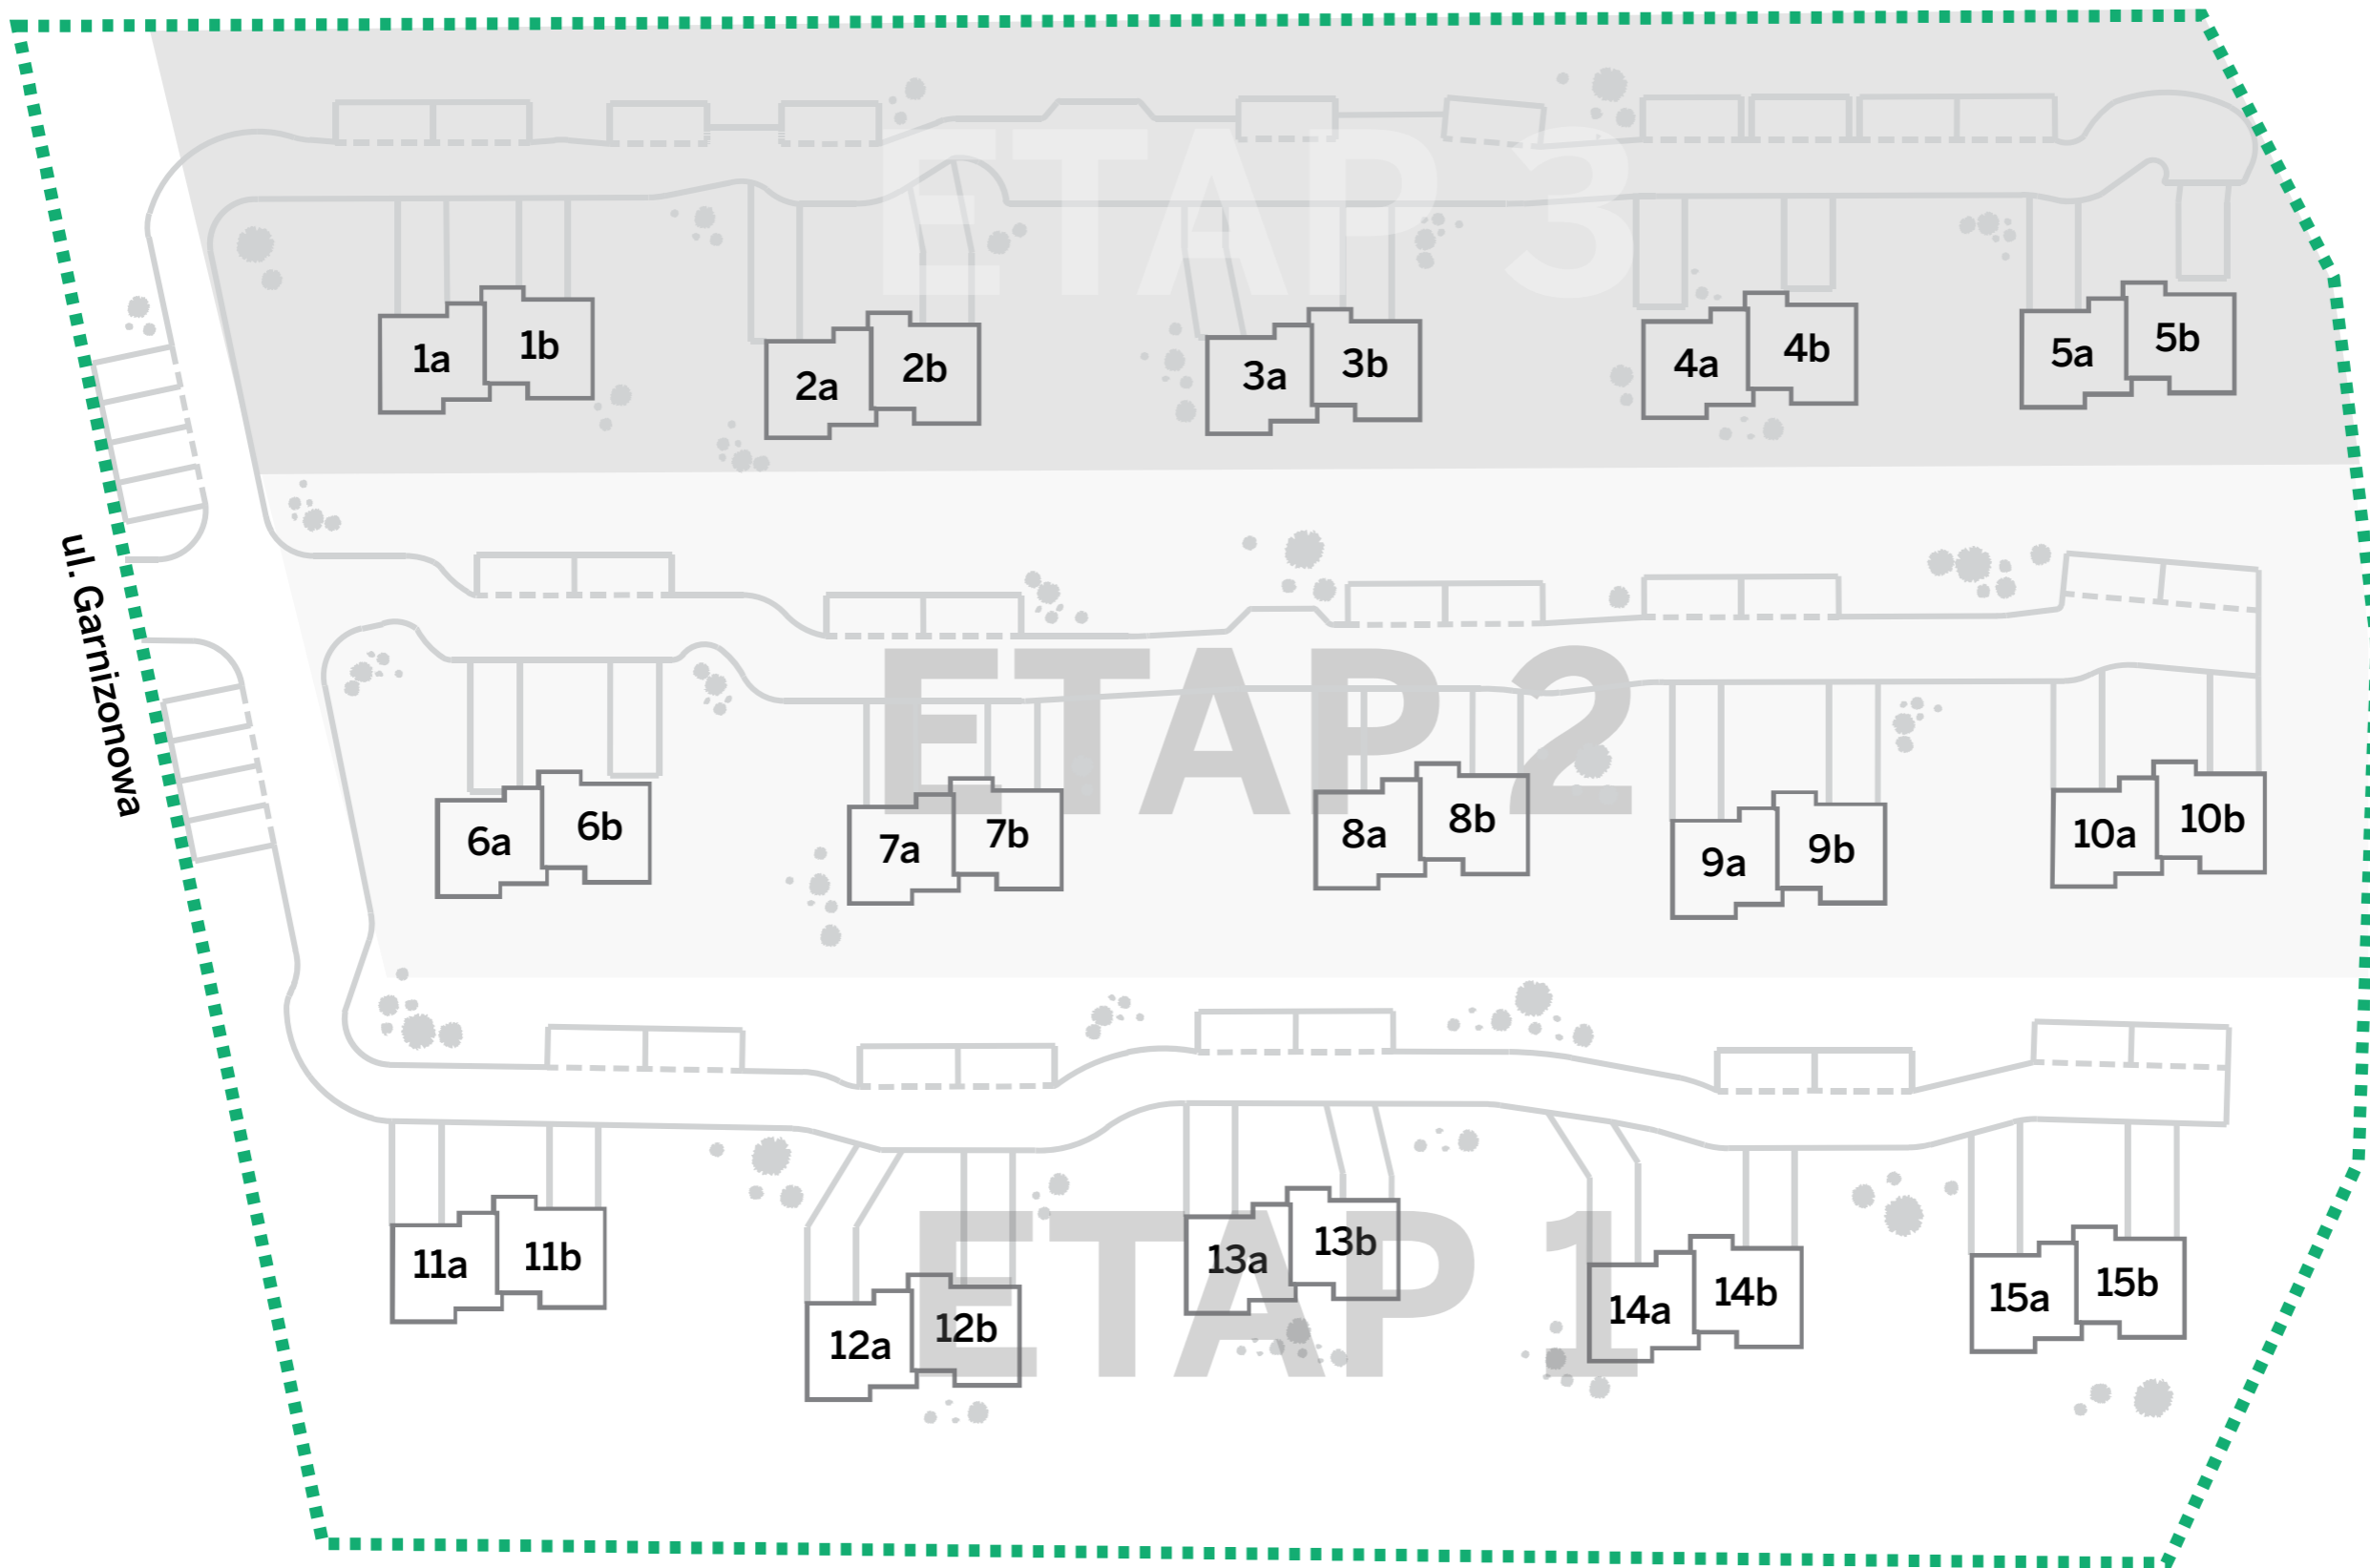 ETAP 3
1a
1b
2a
2b
3a
3b
4a
4b
5a
5b
ul. Garnizonowa
ETAP 2
6a
6b
7a
7b
8a
8b
9a
9b
10a
10b
ETAP 1
11a
11b
12a
12b
13a
13b
14a
14b
15a
15b